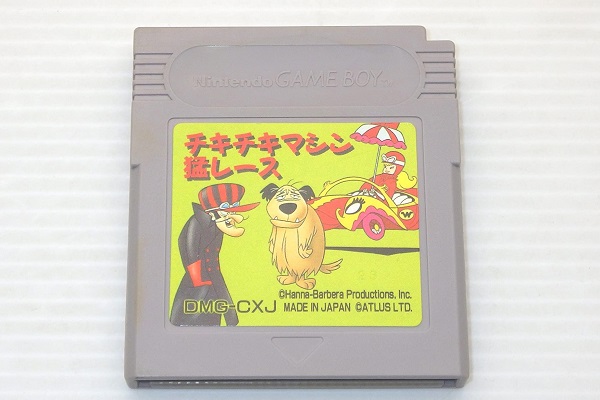 Nintendo GAME BOY
チキチキマシン
猛レース
W
©Hanna-Barbera Productions, Inc.
DMG-CXJ MADE IN JAPAN ©ATLUS LTD.